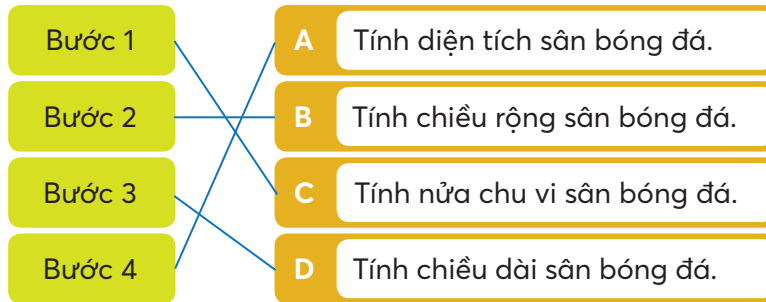 Bước 1
A Tính diện tích sân bóng đá.
Bước 2
B Tính chiều rộng sân bóng đá.
Bước 3
C Tính nửa chu vi sân bóng đá.
Bước 4
D Tính chiều dài sân bóng đá.